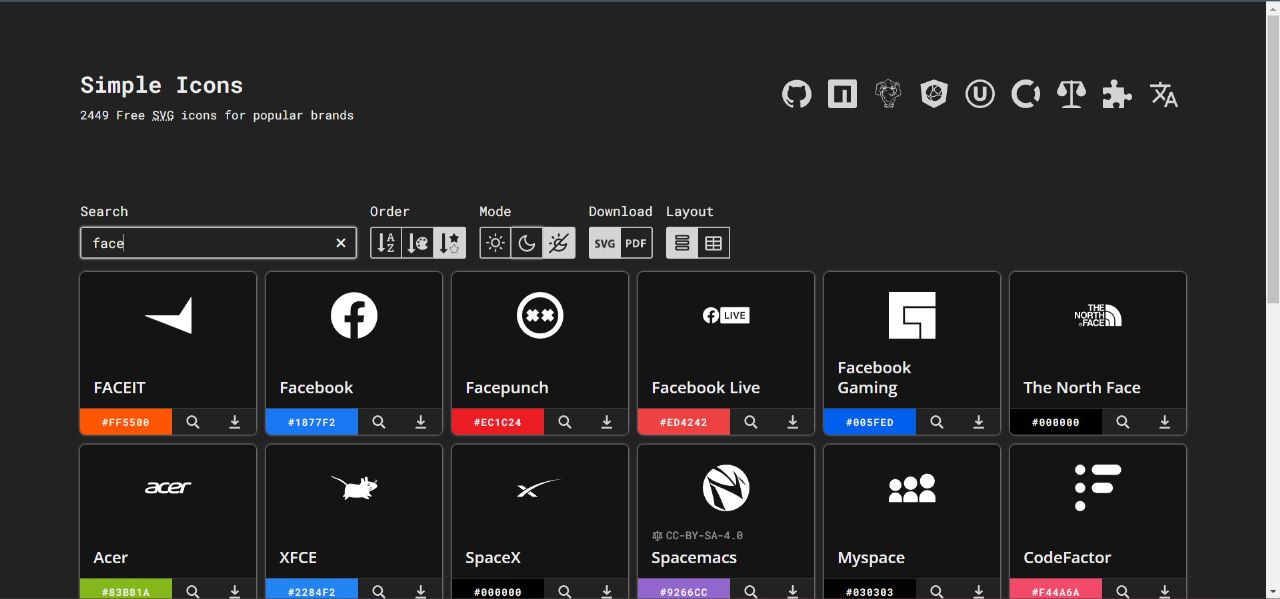 Simple Icons
2449 Free SVG icons for popular brands
Search
Order
Mode
Download
Layout
face
A
Z
SVG
PDF
LIVE
THE
NORTH
FACE
FACEIT
Facebook
Facepunch
Facebook Live
Facebook
Gaming
The North Face
#FF5500
#1877F2
#EC1C24
#ED4242
#005FED
#000000
acer
CC-BY-SA-4.0
Acer
XFCE
SpaceX
Spacemacs
Myspace
CodeFactor
#83B81A
#2284F2
#000000
#9266CC
#030303
#F44A6A